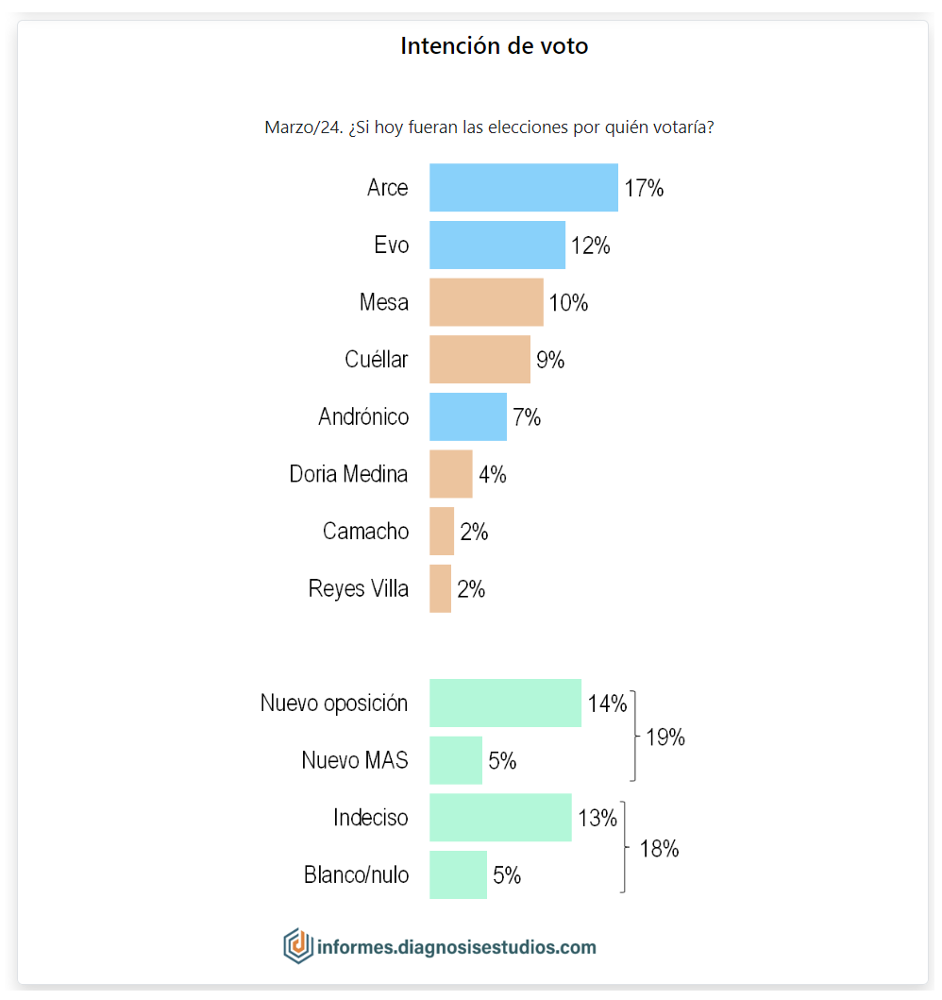 Intención de voto
Marzo/24. ¿Si hoy fueran las elecciones por quién votaría?
Arce 17%
Evo 12%
Mesa 10%
Cuéllar 9%
Andrónico 7%
Doria Medina 4%
Camacho 2%
Reyes Villa 2%
Nuevo oposición 14%
19%
Nuevo MAS 5%
Indeciso 13%
18%
Blanco/nulo 5%
informes.diagnosisestudios.com